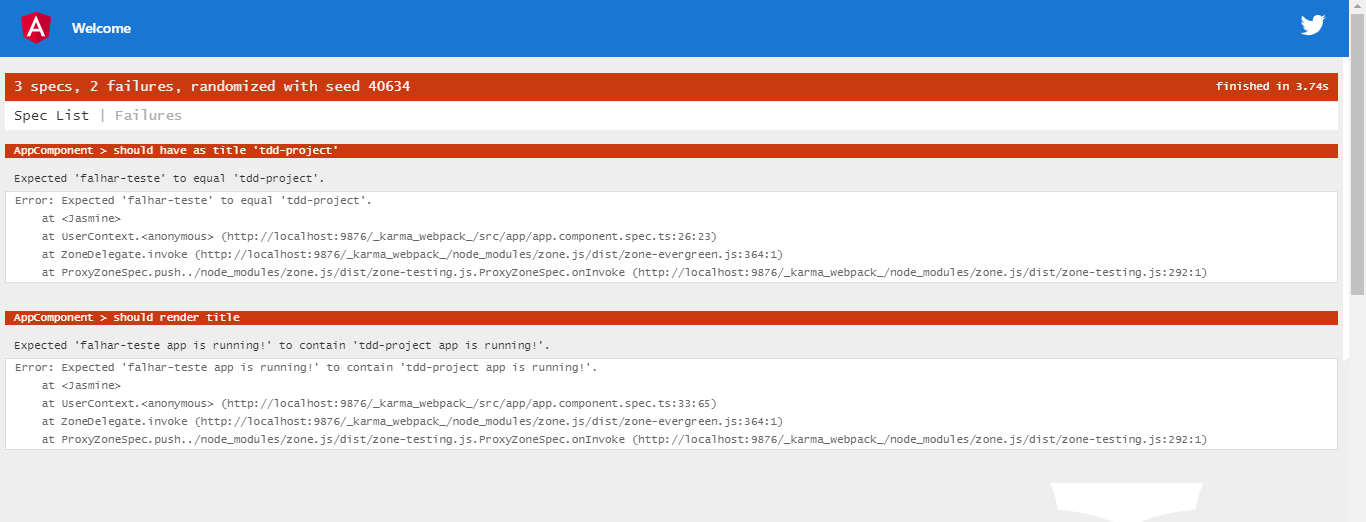 A
Welcome
3 specs, 2 failures, randomized with seed 40634 finished in 3.74s
Spec List | Failures
AppComponent > should have as title 'tdd-project'
Expected 'falhar-teste' to equal 'tdd-project'.
Error: Expected 'falhar-teste' to equal 'tdd-project'.
at <Jasmine>
at UserContext.<anonymous> (http://localhost:9876/_karma_webpack_/src/app/app.component.spec.ts:26:23)
at ZoneDelegate.invoke (http://localhost:9876/_karma_webpack_/node_modules/zone.js/dist/zone-evergreen.js:364:1)
at ProxyZoneSpec.push../node_modules/zone.js/dist/zone-testing.js.ProxyZoneSpec.onInvoke (http://localhost:9876/_karma_webpack_/node_modules/zone.js/dist/zone-testing.js:292:1)
AppComponent > should render title
Expected 'falhar-teste app is running!' to contain 'tdd-project app is running!'.
Error: Expected 'falhar-teste app is running!' to contain 'tdd-project app is running!'.
at <Jasmine>
at UserContext.<anonymous> (http://localhost:9876/_karma_webpack_/src/app/app.component.spec.ts:33:65)
at ZoneDelegate.invoke (http://localhost:9876/_karma_webpack_/node_modules/zone.js/dist/zone-evergreen.js:364:1)
at ProxyZoneSpec.push../node_modules/zone.js/dist/zone-testing.js.ProxyZoneSpec.onInvoke (http://localhost:9876/_karma_webpack_/node_modules/zone.js/dist/zone-testing.js:292:1)